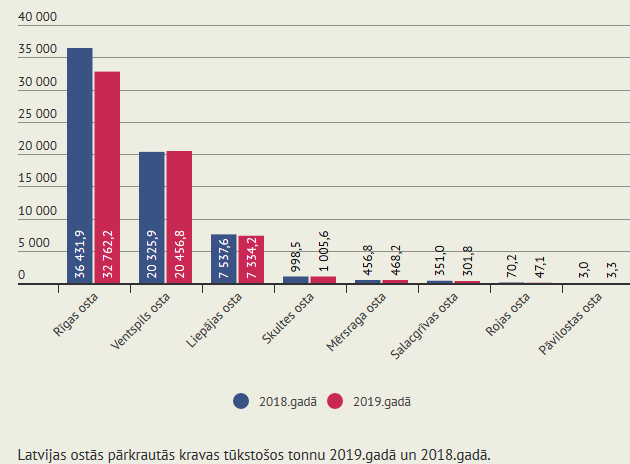 40 000
35 000
30 000
25 000
20 000
15 000
10 000
5 000
0
36 431,9
32 762,2
20 325,9
20 456,8
7 537,6
7 334,2
998,5
1 005,6
456,8
468,2
351,0
301,8
70,2
47,1
3,0
3,3
Rīgas osta
Ventspils osta
Liepājas osta
Skultes osta
Mērsraga osta
Salacgrīvas osta
Rojas osta
Pāvilostas osta
2018.gadā
2019.gadā
Latvijas ostās pārkrautās kravas tūkstošos tonnu 2019.gadā un 2018.gadā.